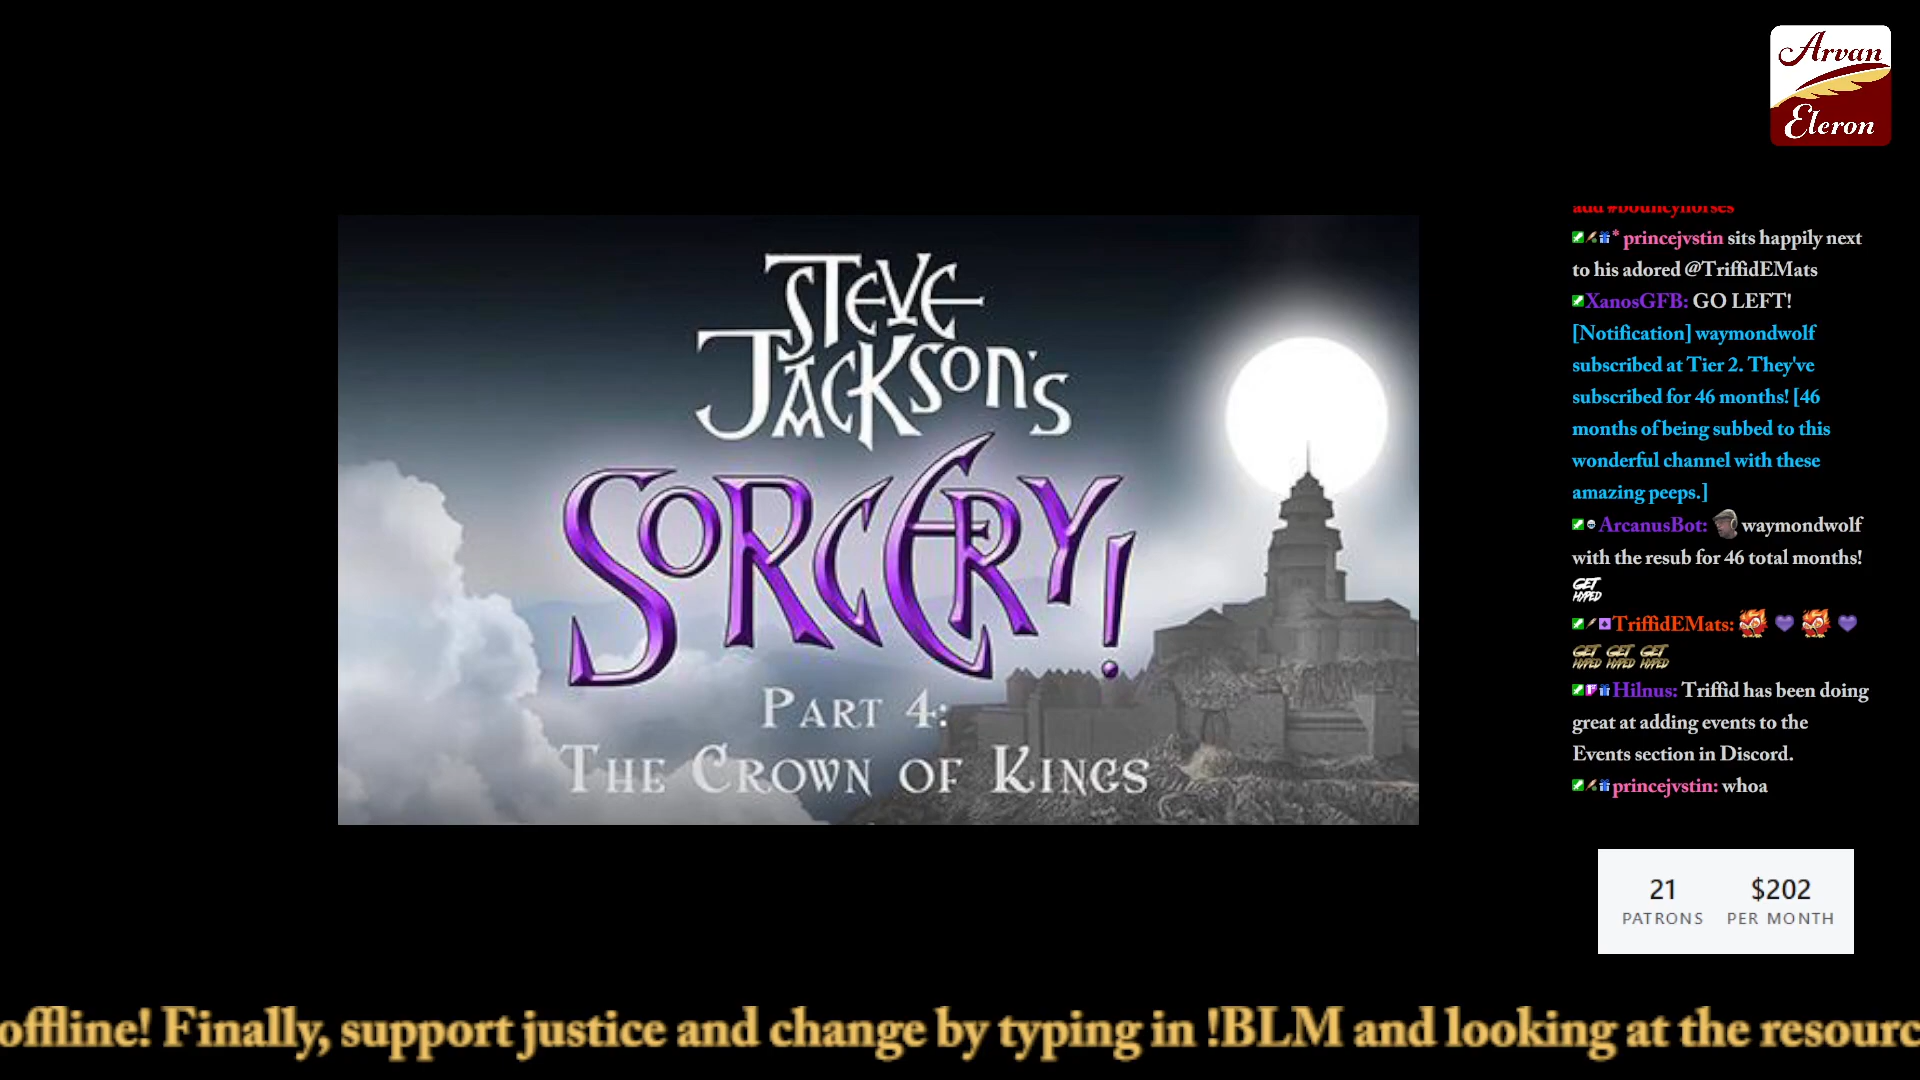 Arvan
Eleron
STEVE
JACKSON'S
SORCERY!
PART 4:
THE CROWN OF KINGS
add #bouncyhorses
* princejvstin sits happily next
to his adored @TriffidEMats
XanosGFB: GO LEFT!
[Notification] waymondwolf
subscribed at Tier 2. They've
subscribed for 46 months! [46
months of being subbed to this
wonderful channel with these
amazing peeps.]
ArcanusBot: waymondwolf
with the resub for 46 total months!
GET HYPED
TriffidEMats:
GET HYPED GET HYPED GET HYPED
Hilnus: Triffid has been doing
great at adding events to the
Events section in Discord.
princejvstin: whoa
21 $202
PATRONS PER MONTH
offline! Finally, support justice and change by typing in !BLM and looking at the resourc